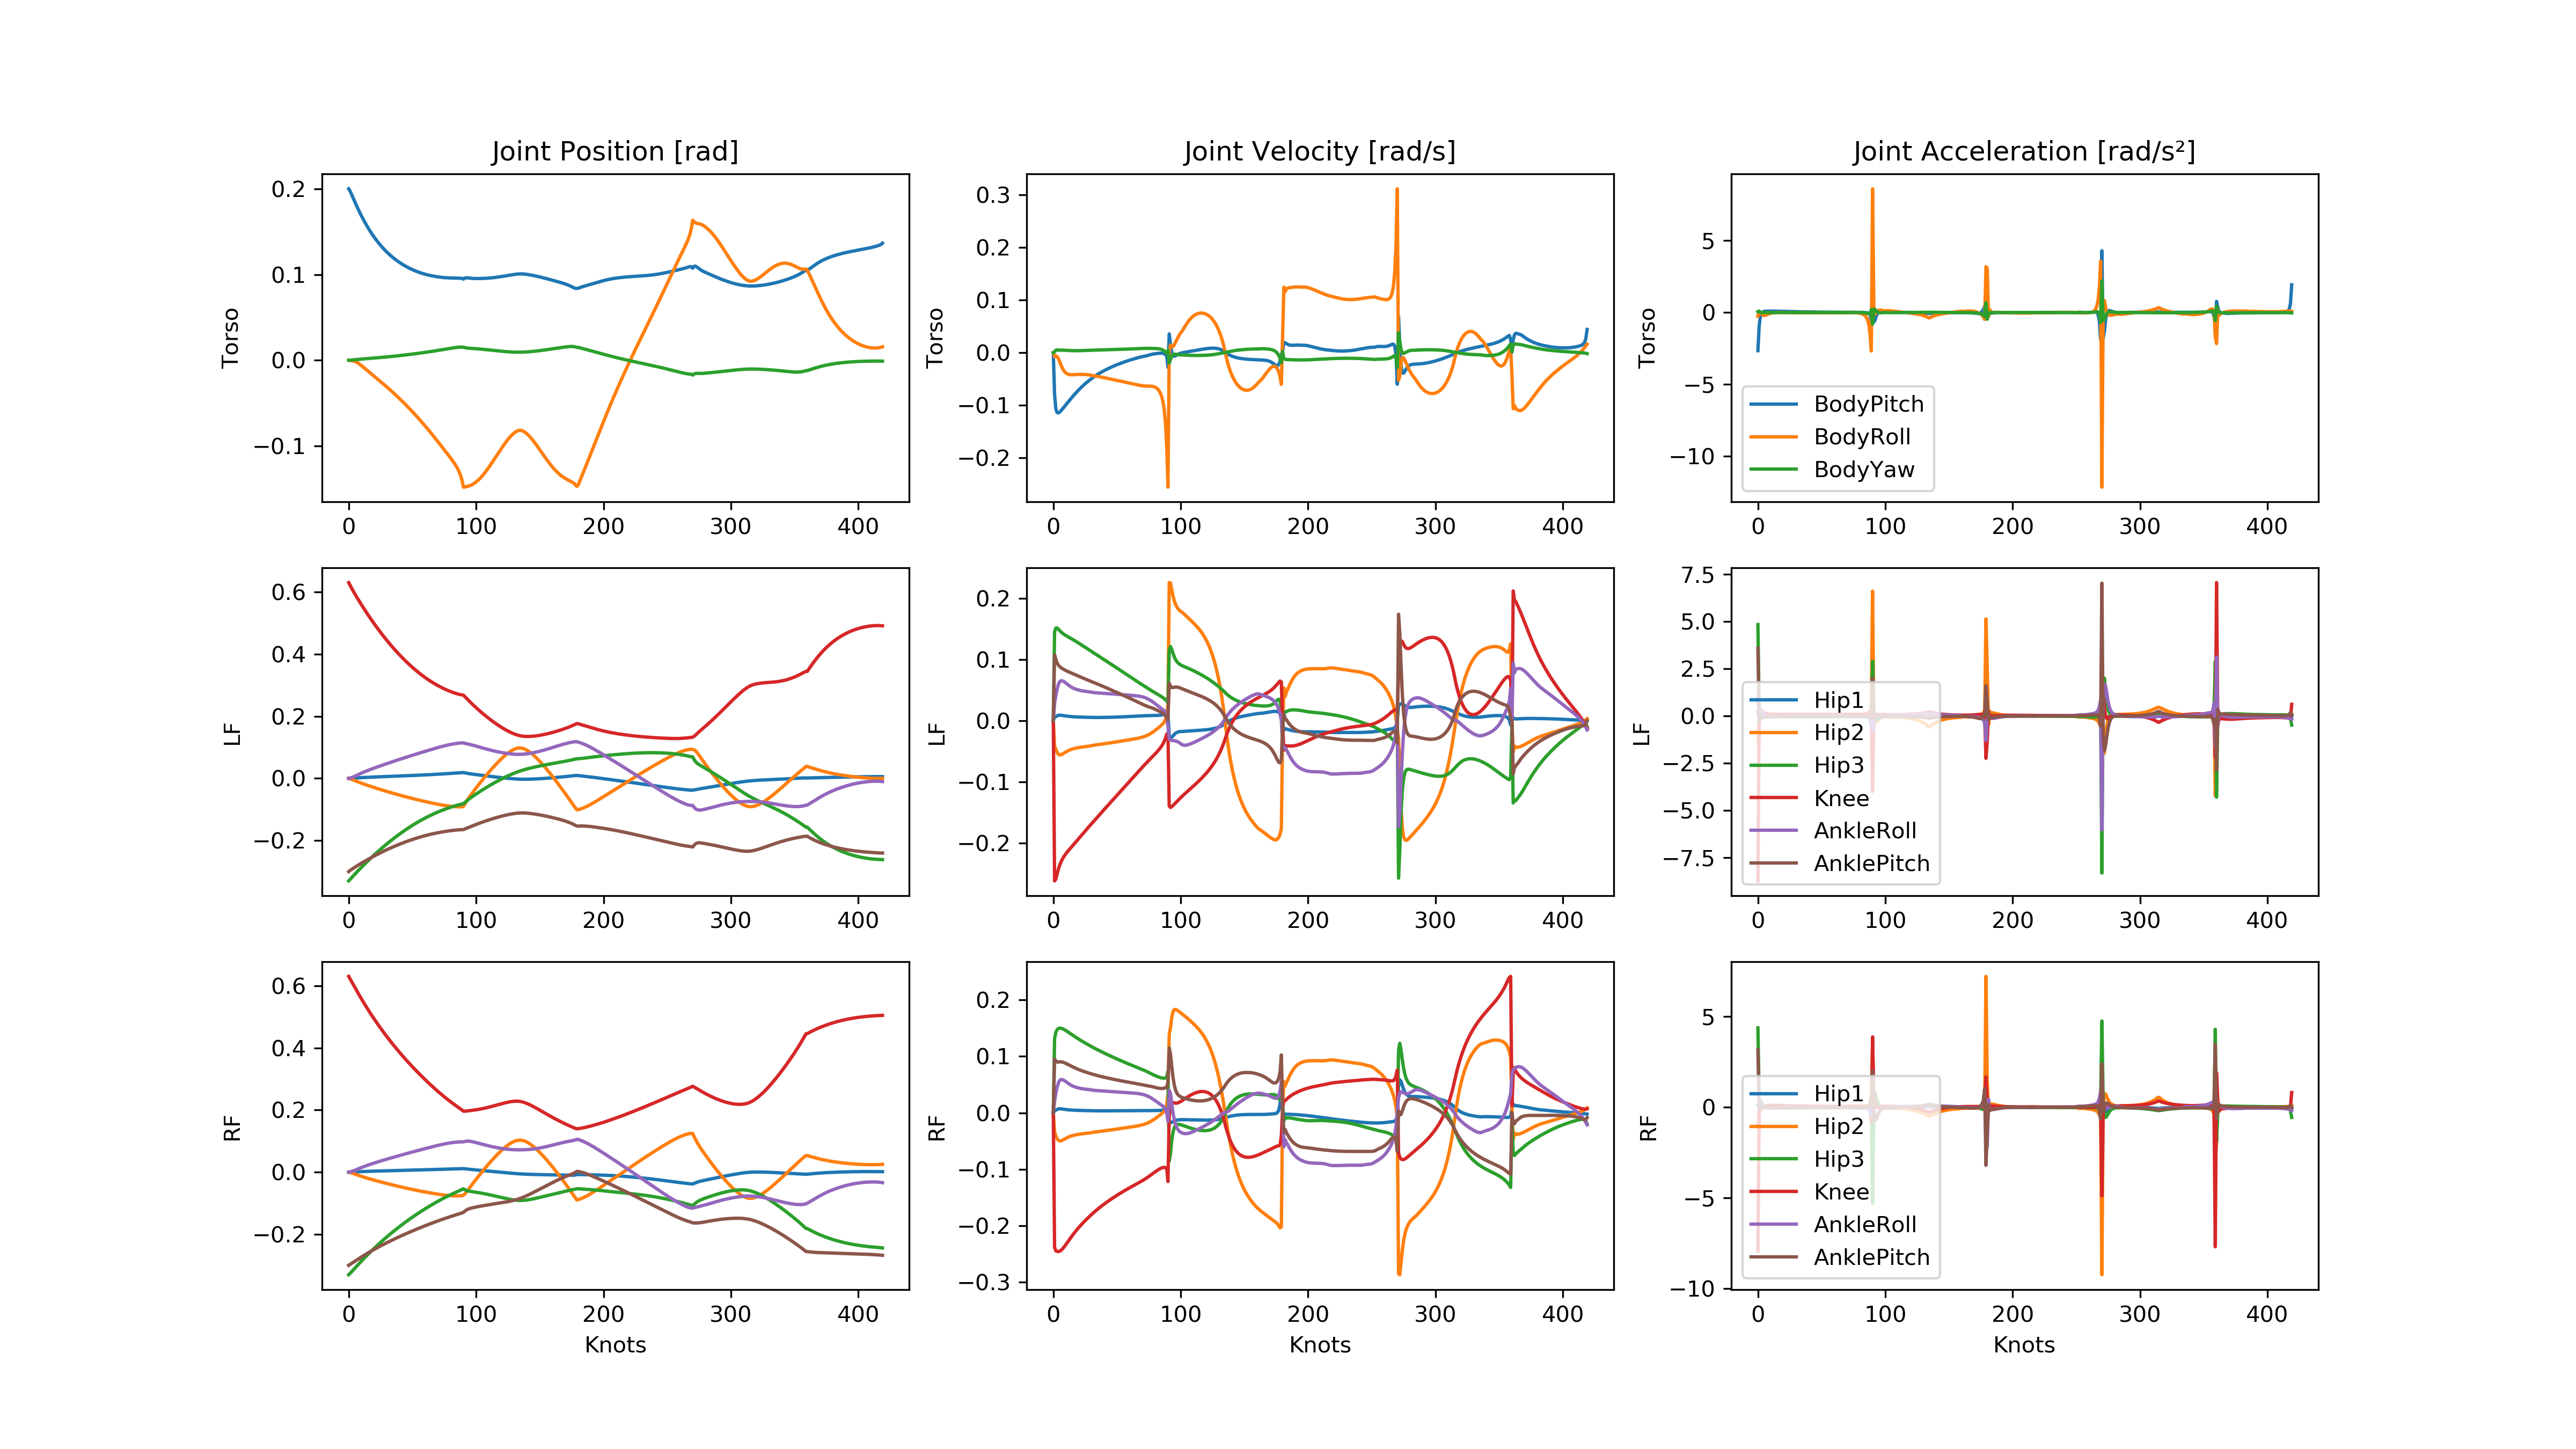 Joint Position [rad]
Joint Velocity [rad/s]
Joint Acceleration [rad/s²]
Torso
0.2
0.1
0.0
−0.1
0 100 200 300 400
Torso
0.3
0.2
0.1
0.0
−0.1
−0.2
0 100 200 300 400
Torso
5
0
−5
−10
BodyPitch
BodyRoll
BodyYaw
0 100 200 300 400
LF
0.6
0.4
0.2
0.0
−0.2
0 100 200 300 400
LF
0.2
0.1
0.0
−0.1
−0.2
0 100 200 300 400
LF
7.5
5.0
2.5
0.0
−2.5
−5.0
−7.5
Hip1
Hip2
Hip3
Knee
AnkleRoll
AnklePitch
0 100 200 300 400
RF
0.6
0.4
0.2
0.0
−0.2
0 100 200 300 400
Knots
RF
0.2
0.1
0.0
−0.1
−0.2
−0.3
0 100 200 300 400
Knots
RF
5
0
−5
−10
Hip1
Hip2
Hip3
Knee
AnkleRoll
AnklePitch
0 100 200 300 400
Knots